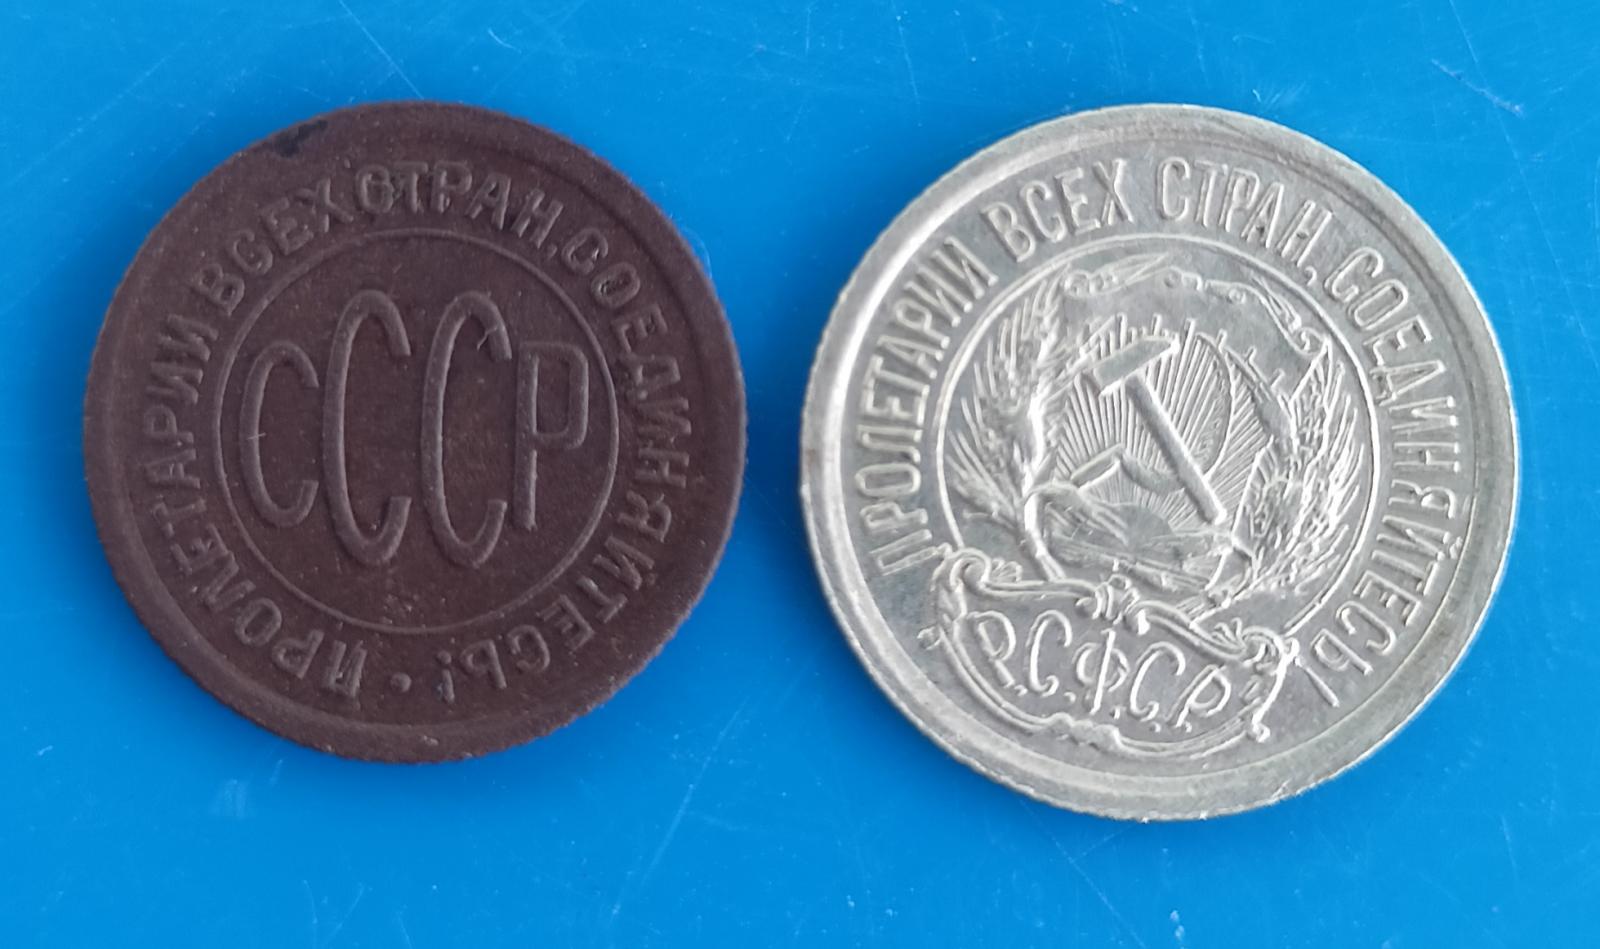 ПРОЛЕТАРИИ ВСЕХ СТРАН, СОЕДИНЯЙТЕСЬ!
СССР
ПРОЛЕТАРИИ ВСЕХ СТРАН, СОЕДИНЯЙТЕСЬ!
Р.С.Ф.С.Р.